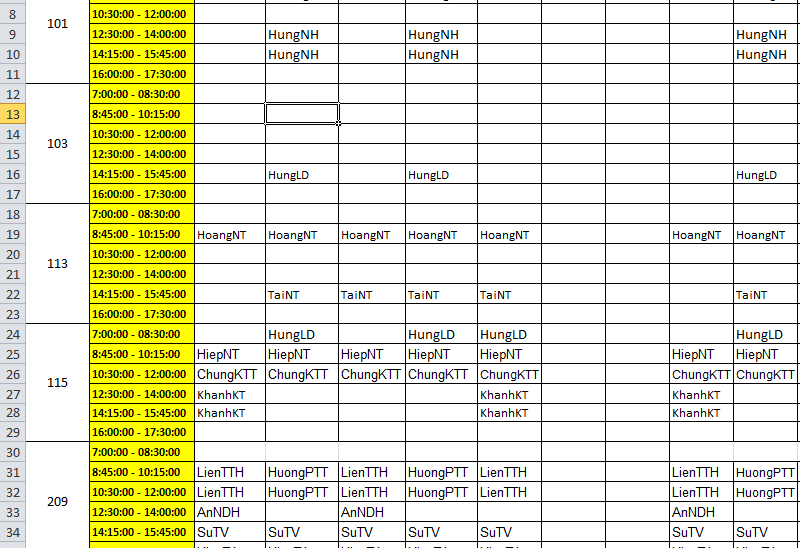 8 10:30:00 - 12:00:00
101
9 12:30:00 - 14:00:00 HungNH HungNH HungNH
10 14:15:00 - 15:45:00 HungNH HungNH HungNH
11 16:00:00 - 17:30:00
12 7:00:00 - 08:30:00
13 8:45:00 - 10:15:00
14 10:30:00 - 12:00:00
103
15 12:30:00 - 14:00:00
16 14:15:00 - 15:45:00 HungLD HungLD HungLD
17 16:00:00 - 17:30:00
18 7:00:00 - 08:30:00
19 8:45:00 - 10:15:00 HoangNT HoangNT HoangNT HoangNT HoangNT HoangNT HoangNT
20 10:30:00 - 12:00:00
113
21 12:30:00 - 14:00:00
22 14:15:00 - 15:45:00 TaiNT TaiNT TaiNT TaiNT TaiNT
23 16:00:00 - 17:30:00
24 7:00:00 - 08:30:00 HungLD HungLD HungLD HungLD
25 8:45:00 - 10:15:00 HiepNT HiepNT HiepNT HiepNT HiepNT HiepNT HiepNT
26 10:30:00 - 12:00:00 ChungKTT ChungKTT ChungKTT ChungKTT ChungKTT ChungKTT ChungKTT
115
27 12:30:00 - 14:00:00 KhanhKT KhanhKT KhanhKT
28 14:15:00 - 15:45:00 KhanhKT KhanhKT KhanhKT
29 16:00:00 - 17:30:00
30 7:00:00 - 08:30:00
31 8:45:00 - 10:15:00 LienTTH HuongPTT LienTTH HuongPTT LienTTH LienTTH HuongPTT
32 10:30:00 - 12:00:00 LienTTH HuongPTT LienTTH HuongPTT LienTTH LienTTH HuongPTT
209
33 12:30:00 - 14:00:00 AnNDH AnNDH AnNDH
34 14:15:00 - 15:45:00 SuTV SuTV SuTV SuTV SuTV SuTV SuTV